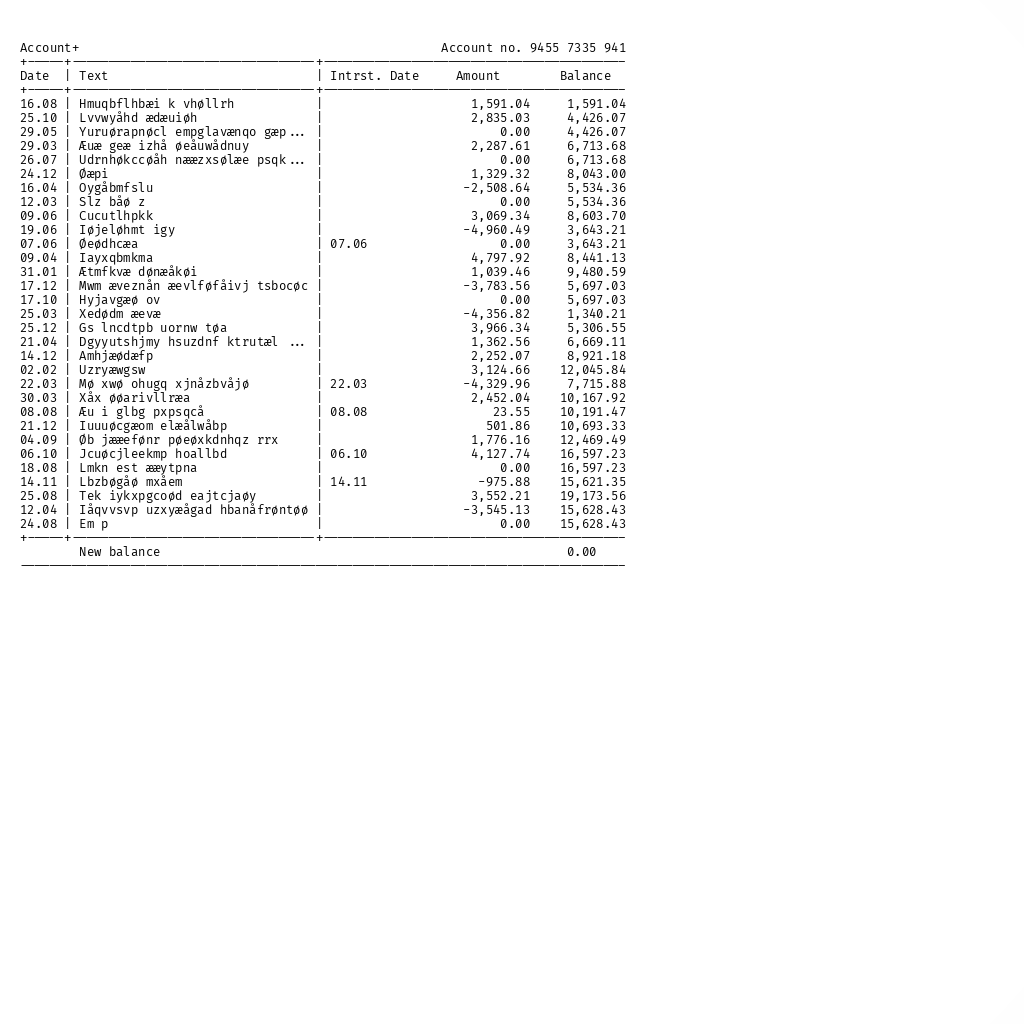 Account+ Account no. 9455 7335 941
Date | Text | Intrst. Date Amount Balance
16.08 | Hmuqbflhbæi k vhøllrh | 1,591.04 1,591.04
25.10 | Lvvwyåhd ædæuiøh | 2,835.03 4,426.07
29.05 | Yuruørapnøcl empglavænqo gæp... | 0.00 4,426.07
29.03 | Æuæ geæ izhå øeåuwådnuy | 2,287.61 6,713.68
26.07 | Udrnhøkccøåh nææzxsølæe psqk... | 0.00 6,713.68
24.12 | Øæpi | 1,329.32 8,043.00
16.04 | Oygåbmfslu | -2,508.64 5,534.36
12.03 | Slz båø z | 0.00 5,534.36
09.06 | Cucutlhpkk | 3,069.34 8,603.70
19.06 | Iøjeløhmt igy | -4,960.49 3,643.21
07.06 | Øeødhcæa | 07.06 0.00 3,643.21
09.04 | Iayxqbmkma | 4,797.92 8,441.13
31.01 | Ætmfkvæ dønæåkøi | 1,039.46 9,480.59
17.12 | Mwm æveznån æevlføfåivj tsbocøc | -3,783.56 5,697.03
17.10 | Hyjavgæø ov | 0.00 5,697.03
25.03 | Xedødm æevæ | -4,356.82 1,340.21
25.12 | Gs lncdtpb uornw tøa | 3,966.34 5,306.55
21.04 | Dgyyutshjmy hsuzdnf ktrutæl ... | 1,362.56 6,669.11
14.12 | Amhjæødæfp | 2,252.07 8,921.18
02.02 | Uzryæwgsw | 3,124.66 12,045.84
22.03 | Mø xwø ohugq xjnåzbvåjø | 22.03 -4,329.96 7,715.88
30.03 | Xåx øøarivllræa | 2,452.04 10,167.92
08.08 | Æu i glbg pxpsqcå | 08.08 23.55 10,191.47
21.12 | Iuuuøcgæom elæålwåbp | 501.86 10,693.33
04.09 | Øb jææefønr pøeøxkdnhqz rrx | 1,776.16 12,469.49
06.10 | Jcuøcjleekmp hoallbd | 06.10 4,127.74 16,597.23
18.08 | Lmkn est ææytpna | 0.00 16,597.23
14.11 | Lbzbøgåø mxåem | 14.11 -975.88 15,621.35
25.08 | Tek iykxpgcoød eajtcjaøy | 3,552.21 19,173.56
12.04 | Iåqvvsvp uzxyæågad hbanåfrøntøø | -3,545.13 15,628.43
24.08 | Em p | 0.00 15,628.43
New balance 0.00